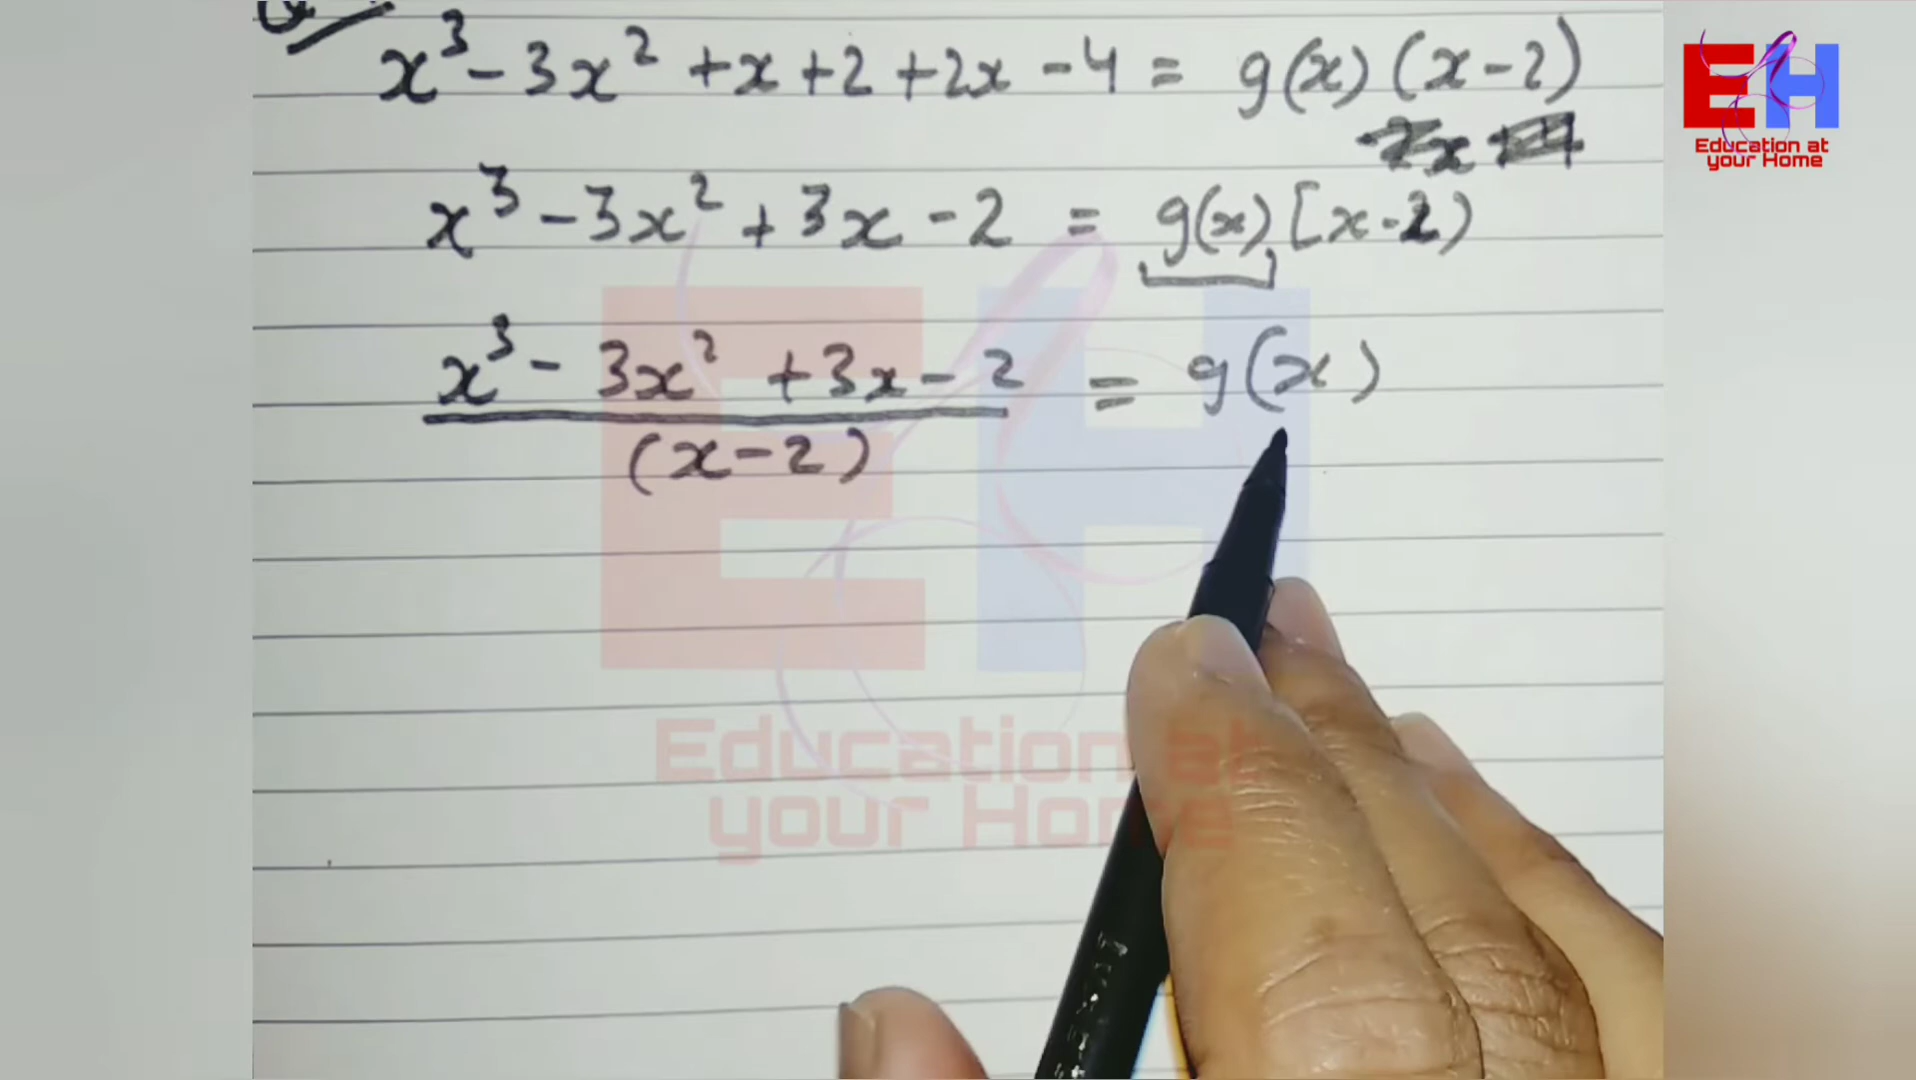 x³ - 3x² + x + 2 + 2x - 4 = g(x) (x - 2)
x³ - 3x² + 3x - 2 = g(x) [x - 2)
x³ - 3x² + 3x - 2 = g(x)
(x - 2)
EH
Education at
your Home
EH
Education at
your Home